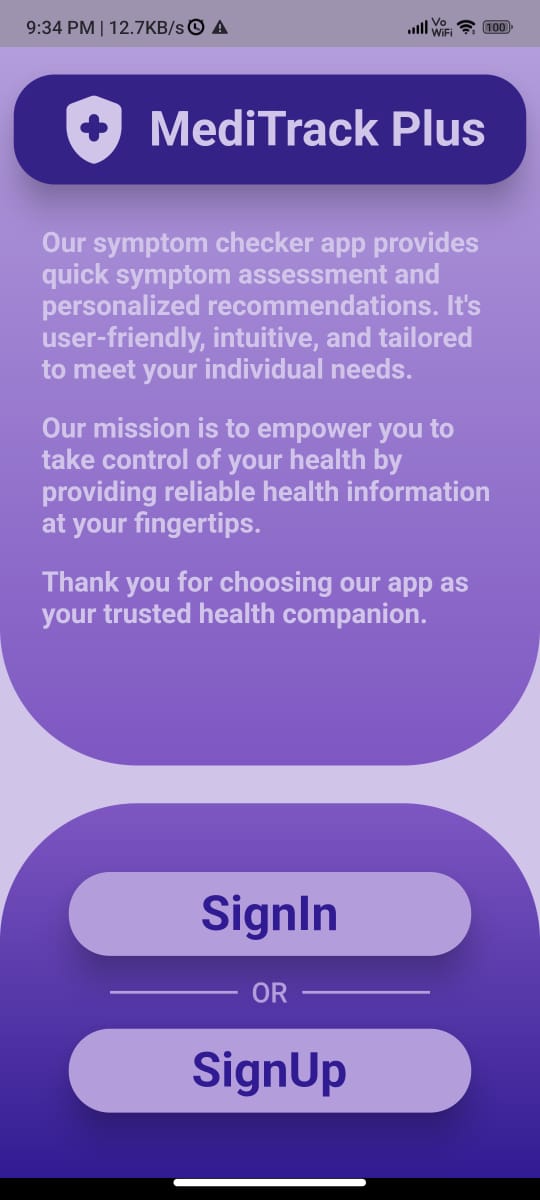 9:34 PM | 12.7KB/s
Vo
WiFi
100
MediTrack Plus
Our symptom checker app provides
quick symptom assessment and
personalized recommendations. It's
user-friendly, intuitive, and tailored
to meet your individual needs.
Our mission is to empower you to
take control of your health by
providing reliable health information
at your fingertips.
Thank you for choosing our app as
your trusted health companion.
SignIn
OR
SignUp